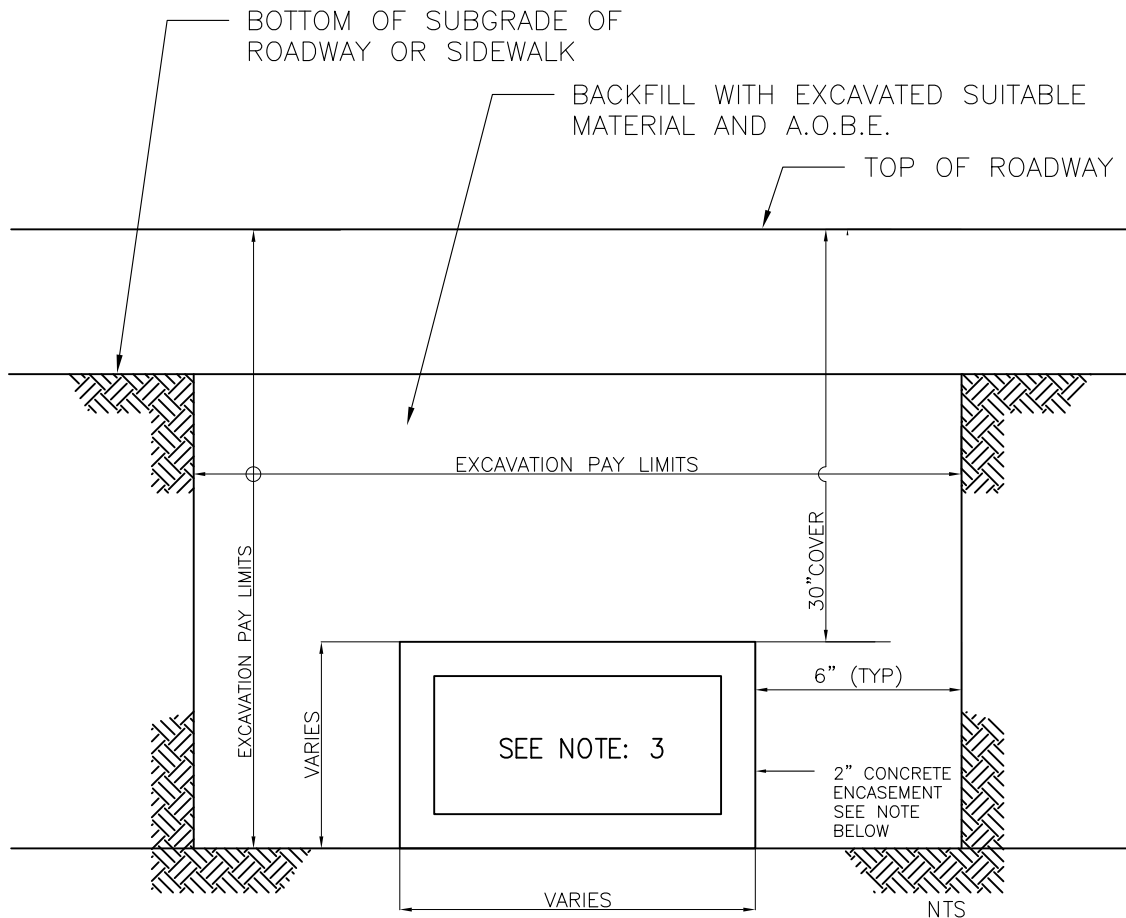 BOTTOM OF SUBGRADE OF
ROADWAY OR SIDEWALK
BACKFILL WITH EXCAVATED SUITABLE
MATERIAL AND A.O.B.E.
TOP OF ROADWAY
EXCAVATION PAY LIMITS
EXCAVATION PAY LIMITS
30"COVER
VARIES
6" (TYP)
SEE NOTE: 3
2" CONCRETE
ENCASEMENT
SEE NOTE
BELOW
VARIES
NTS